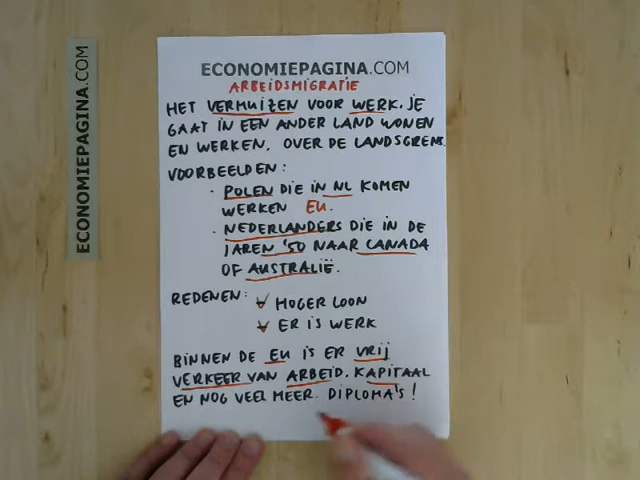 ECONOMIEPAGINA.COM
ECONOMIEPAGINA.COM
ARBEIDSMIGRATIE
HET VERHUIZEN VOOR WERK. JE
GAAT IN EEN ANDER LAND WONEN
EN WERKEN. OVER DE LANDSGRENS.
VOORBEELDEN:
· POLEN DIE IN NL KOMEN
WERKEN EU.
· NEDERLANDERS DIE IN DE
JAREN '50 NAAR CANADA
OF AUSTRALIË.
REDENEN: HOGER LOON
ER IS WERK
BINNEN DE EU IS ER VRIJ
VERKEER VAN ARBEID. KAPITAAL
EN NOG VEEL MEER. DIPLOMA'S!